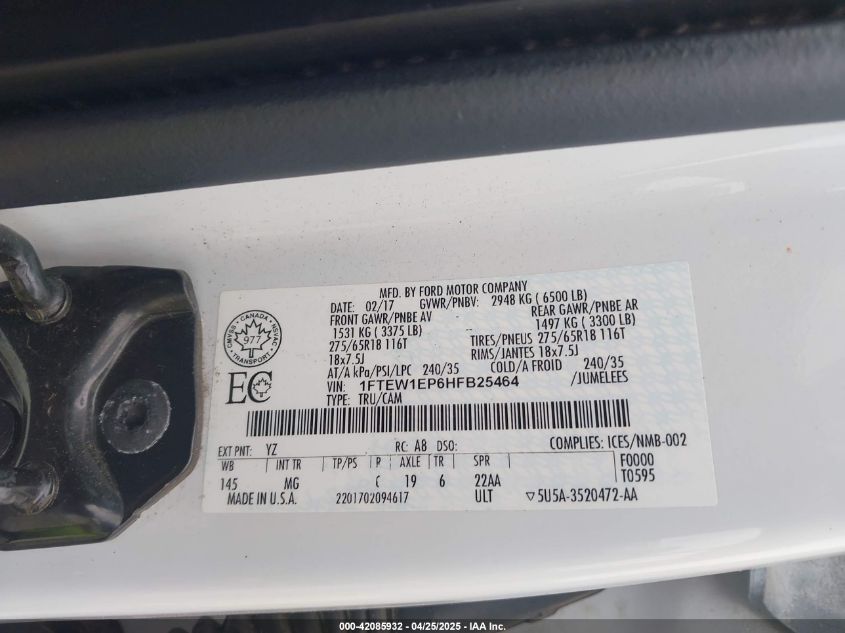 MFD. BY FORD MOTOR COMPANY
DATE: 02/17 GVWR/PNBV: 2948 KG ( 6500 LB)
FRONT GAWR/PNBE AV REAR GAWR/PNBE AR
1531 KG ( 3375 LB) -- 1497 KG ( 3300 LB)
275/65R18 116T TIRES/PNEUS 275/65R18 116T
18x7.5J RIMS/JANTES 18x7.5J
AT/A kPa/PSI/LPC 240/35 COLD/A FROID 240/35
VIN: 1FTEW1EP6HFB25464 /JUMELEES
TYPE: TRU/CAM
CANADA
CMVSS NSVAC
977
TRANSPORT
EC
EXT PNT: YZ RC: A8 DSO: COMPLIES: ICES/NMB-002
WB INT TR TP/PS R AXLE TR SPR F0000
145 MG C 19 6 22AA T0595
MADE IN U.S.A. 2201702094617 ULT ▽5U5A-3520472-AA
000-42085932 - 04/25/2025 - IAA Inc.